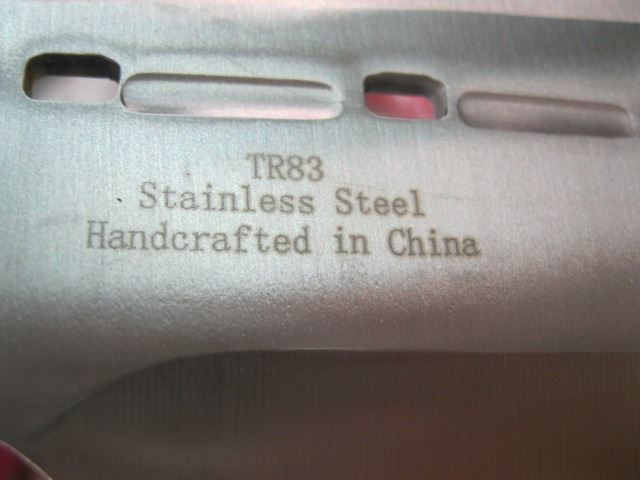 TR83
Stainless Steel
Handcrafted in China